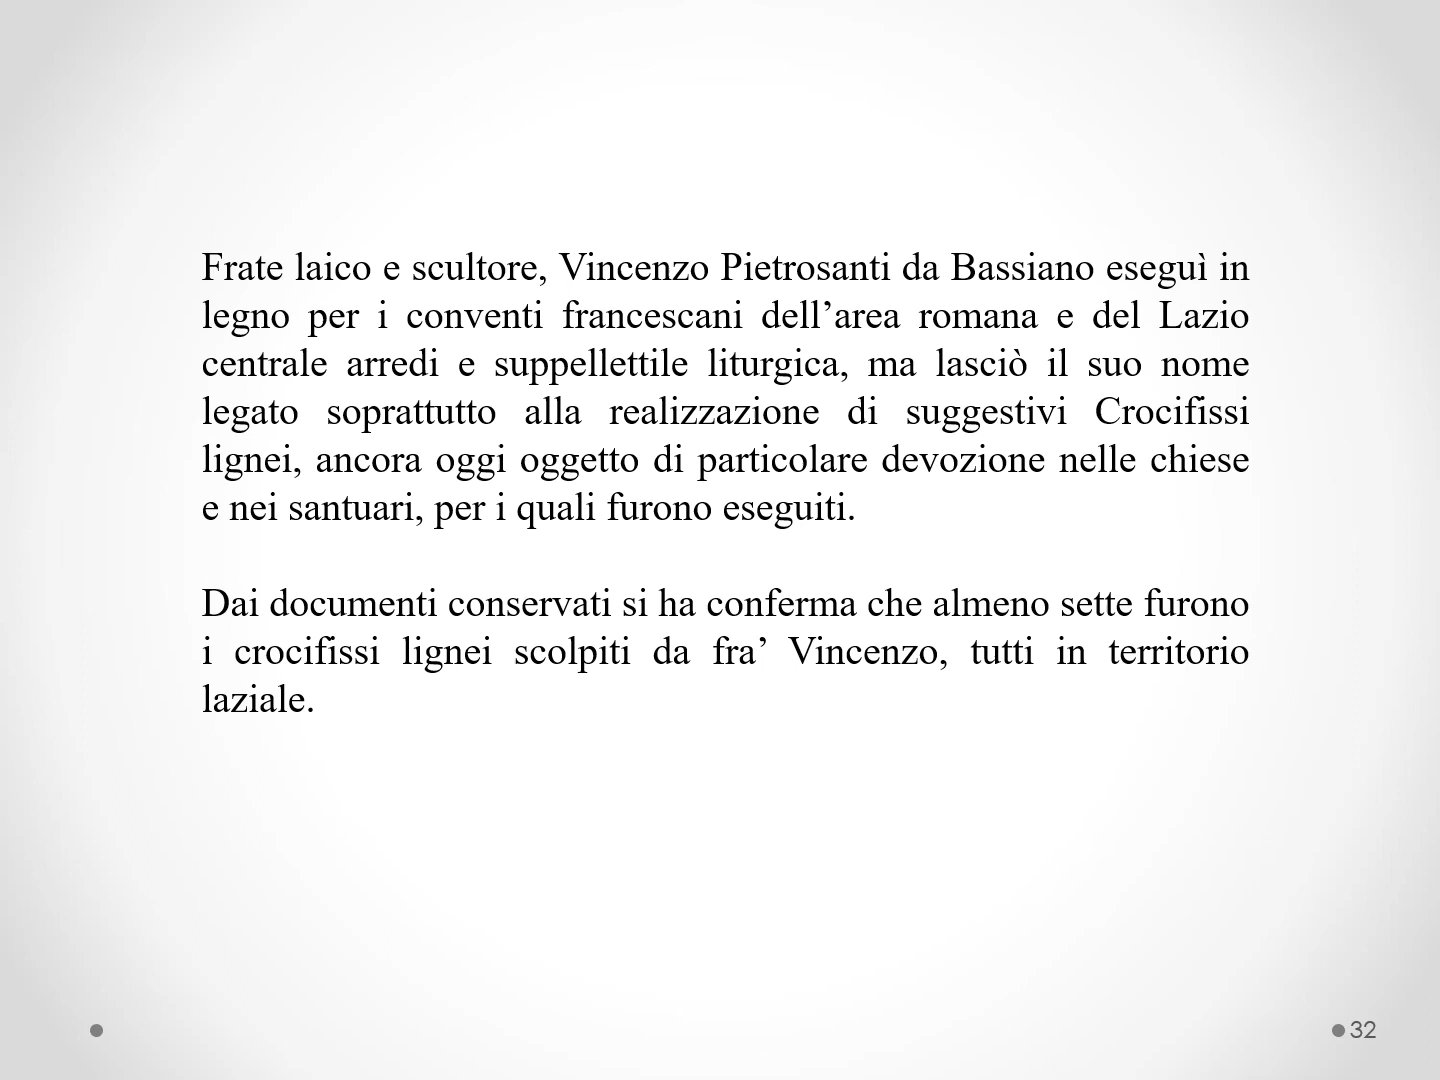 Frate laico e scultore, Vincenzo Pietrosanti da Bassiano eseguì in
legno per i conventi francescani dell’area romana e del Lazio
centrale arredi e suppellettile liturgica, ma lasciò il suo nome
legato soprattutto alla realizzazione di suggestivi Crocifissi
lignei, ancora oggi oggetto di particolare devozione nelle chiese
e nei santuari, per i quali furono eseguiti.
Dai documenti conservati si ha conferma che almeno sette furono
i crocifissi lignei scolpiti da fra’ Vincenzo, tutti in territorio
laziale.
32